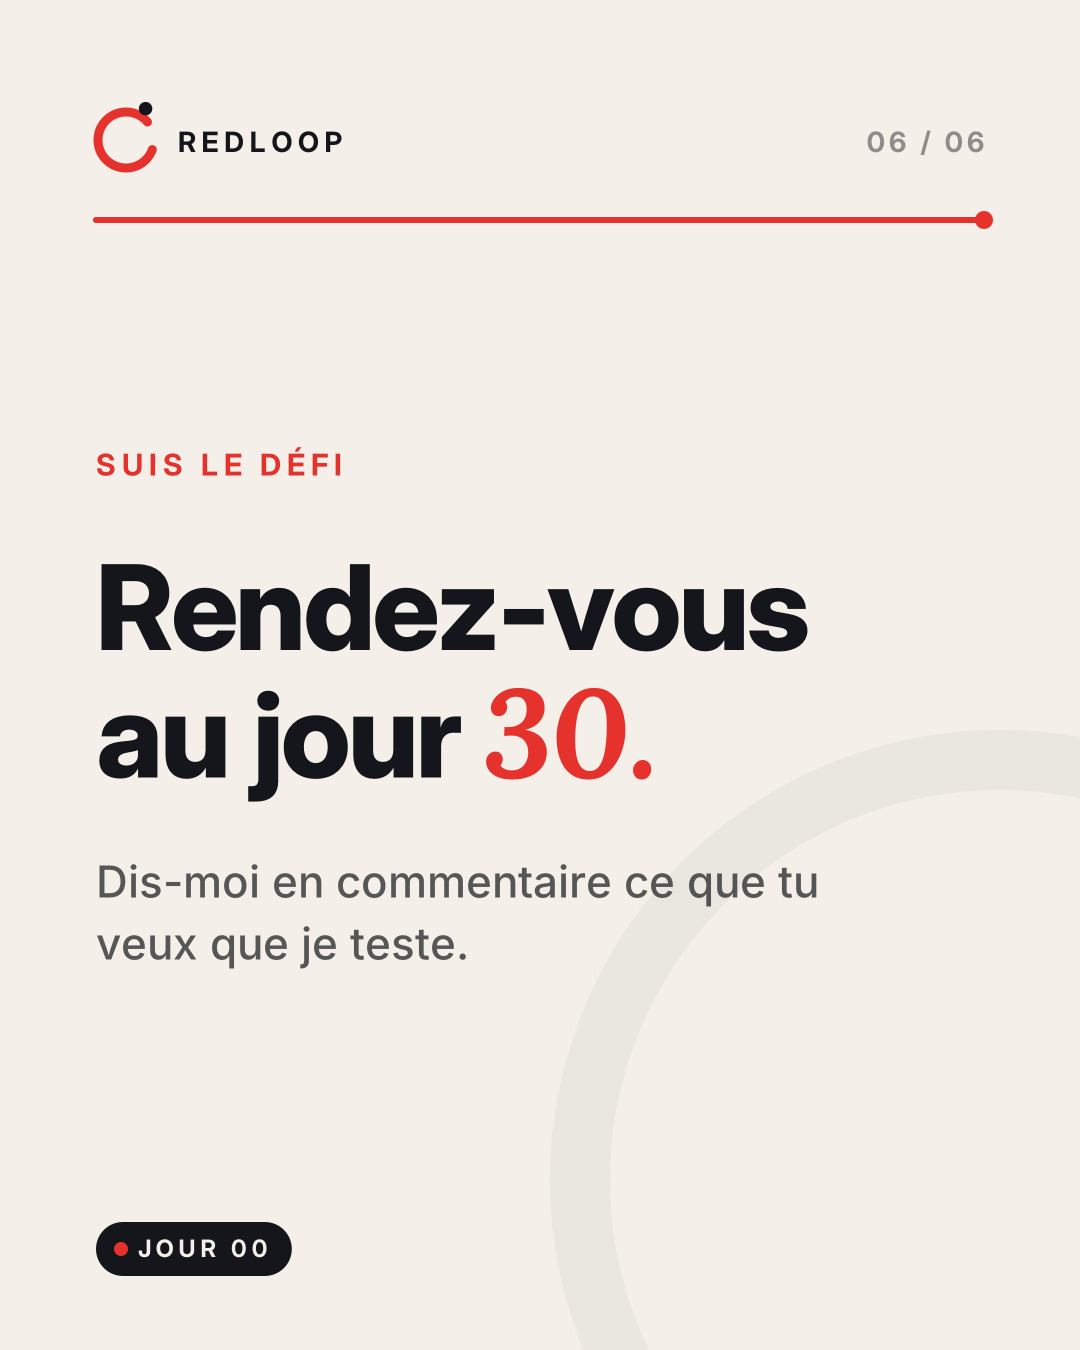 REDLOOP
06 / 06
SUIS LE DÉFI
Rendez-vous
au jour 30.
Dis-moi en commentaire ce que tu
veux que je teste.
JOUR 00